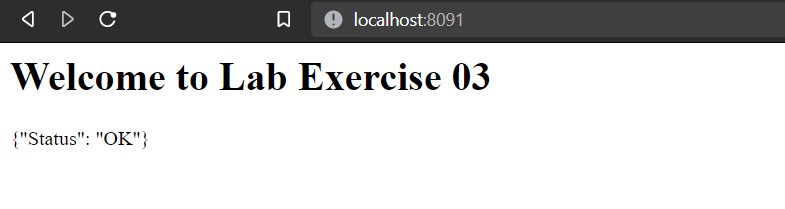 localhost:8091
Welcome to Lab Exercise 03
{"Status": "OK"}